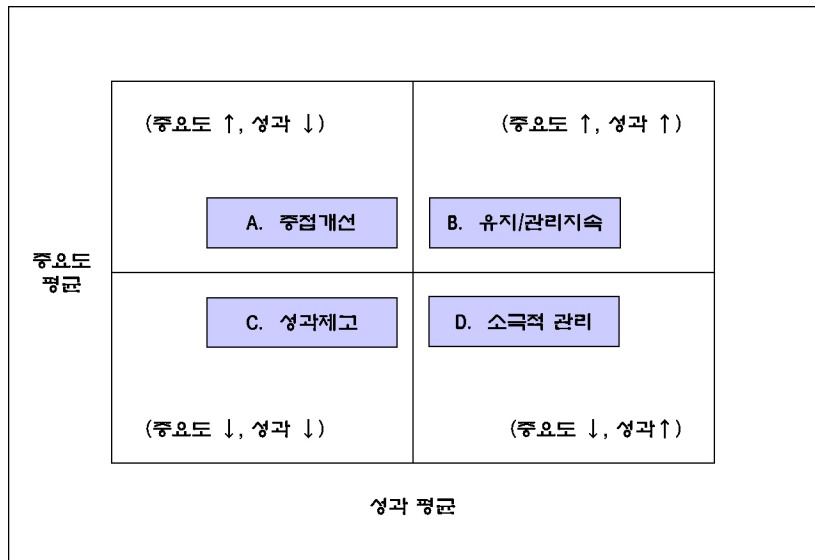 (중요도 ↑, 성과 ↓)
(중요도 ↑, 성과 ↑)
A. 중점개선
B. 유지/관리지속
중요도
평균
C. 성과제고
D. 소극적 관리
(중요도 ↓, 성과 ↓)
(중요도 ↓, 성과↑)
성과 평균